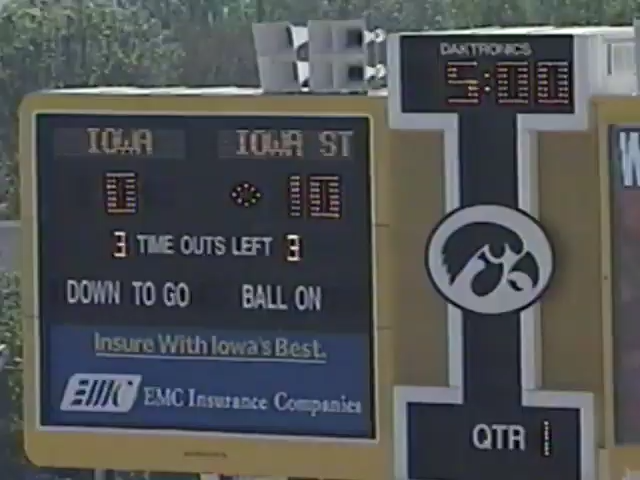 DAKTRONICS
5:00
IOWA IOWA ST
0 10
3 TIME OUTS LEFT 3
DOWN TO GO BALL ON
Insure With Iowa's Best.
EMC EMC Insurance Companies
QTR 1
W